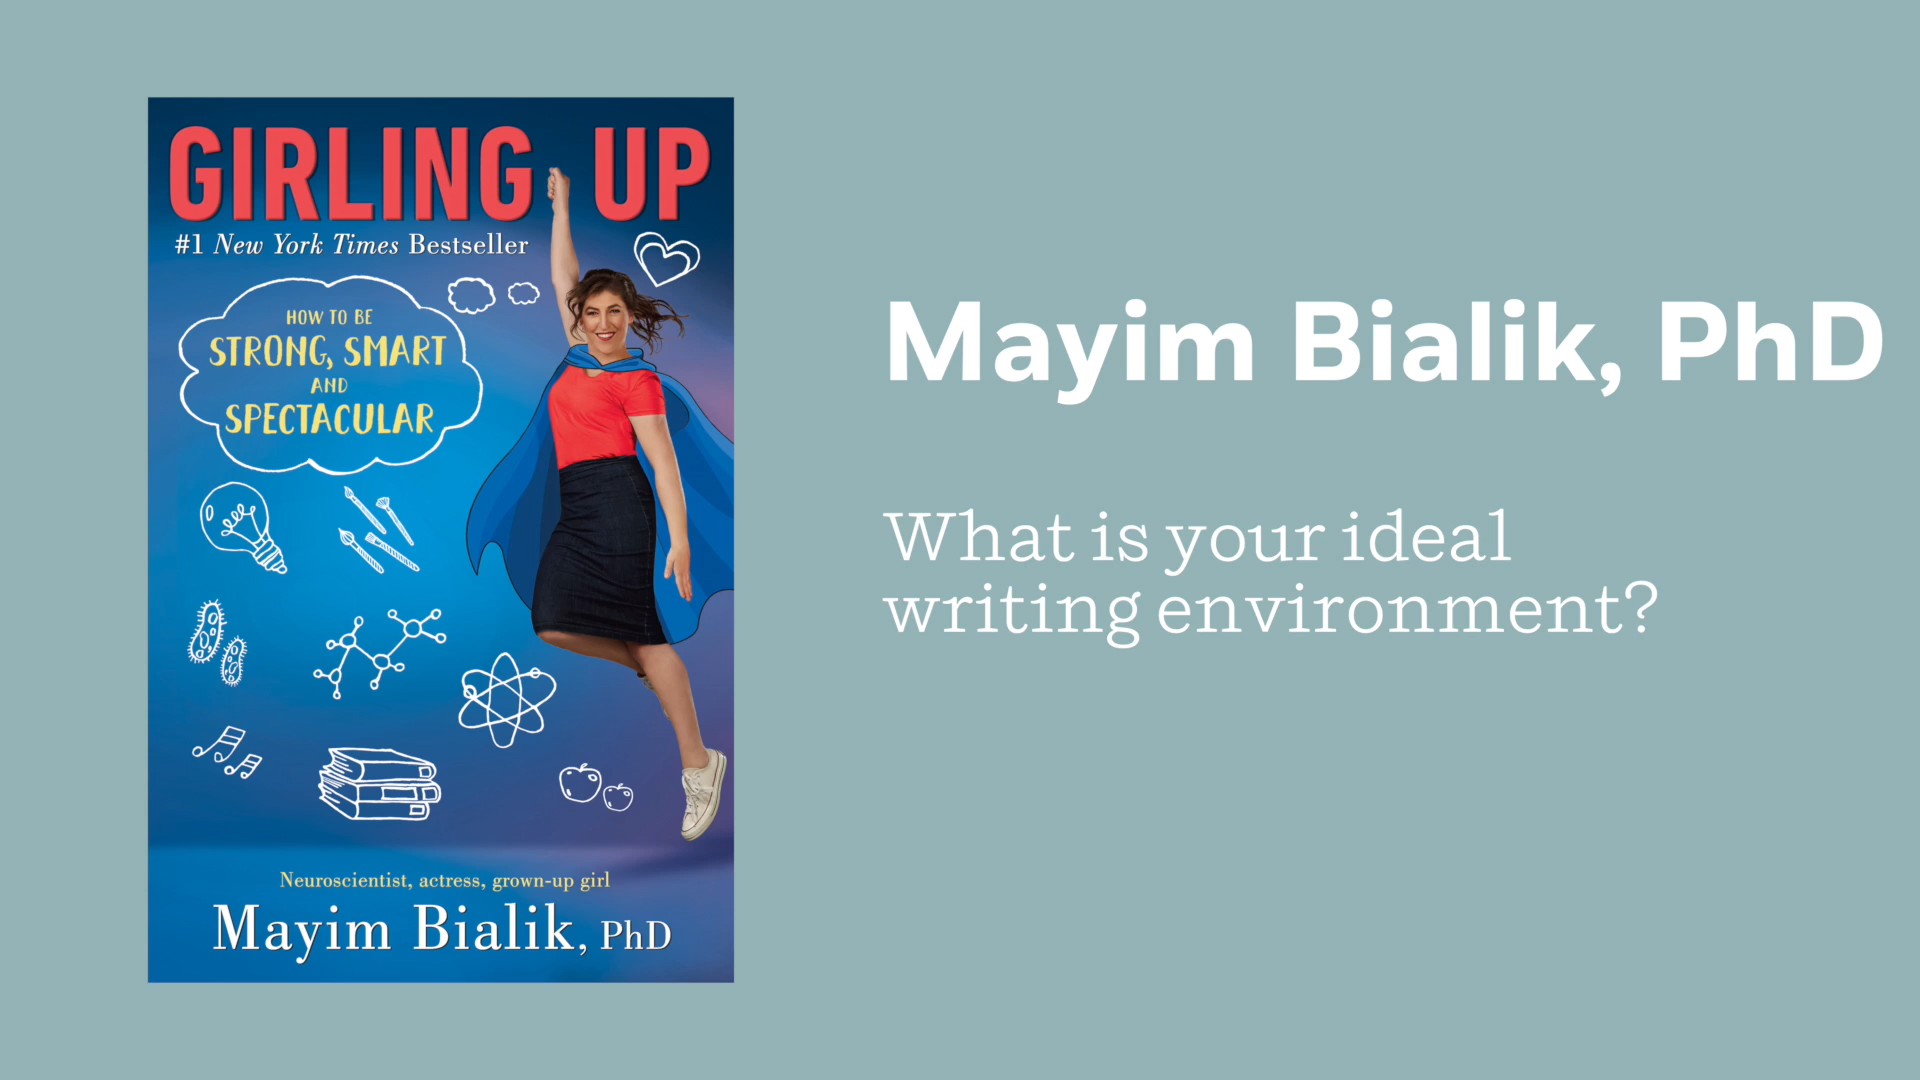 GIRLING UP
#1 New York Times Bestseller
HOW TO BE
STRONG, SMART
AND
SPECTACULAR
Neuroscientist, actress, grown-up girl
Mayim Bialik, PhD
Mayim Bialik, PhD
What is your ideal
writing environment?